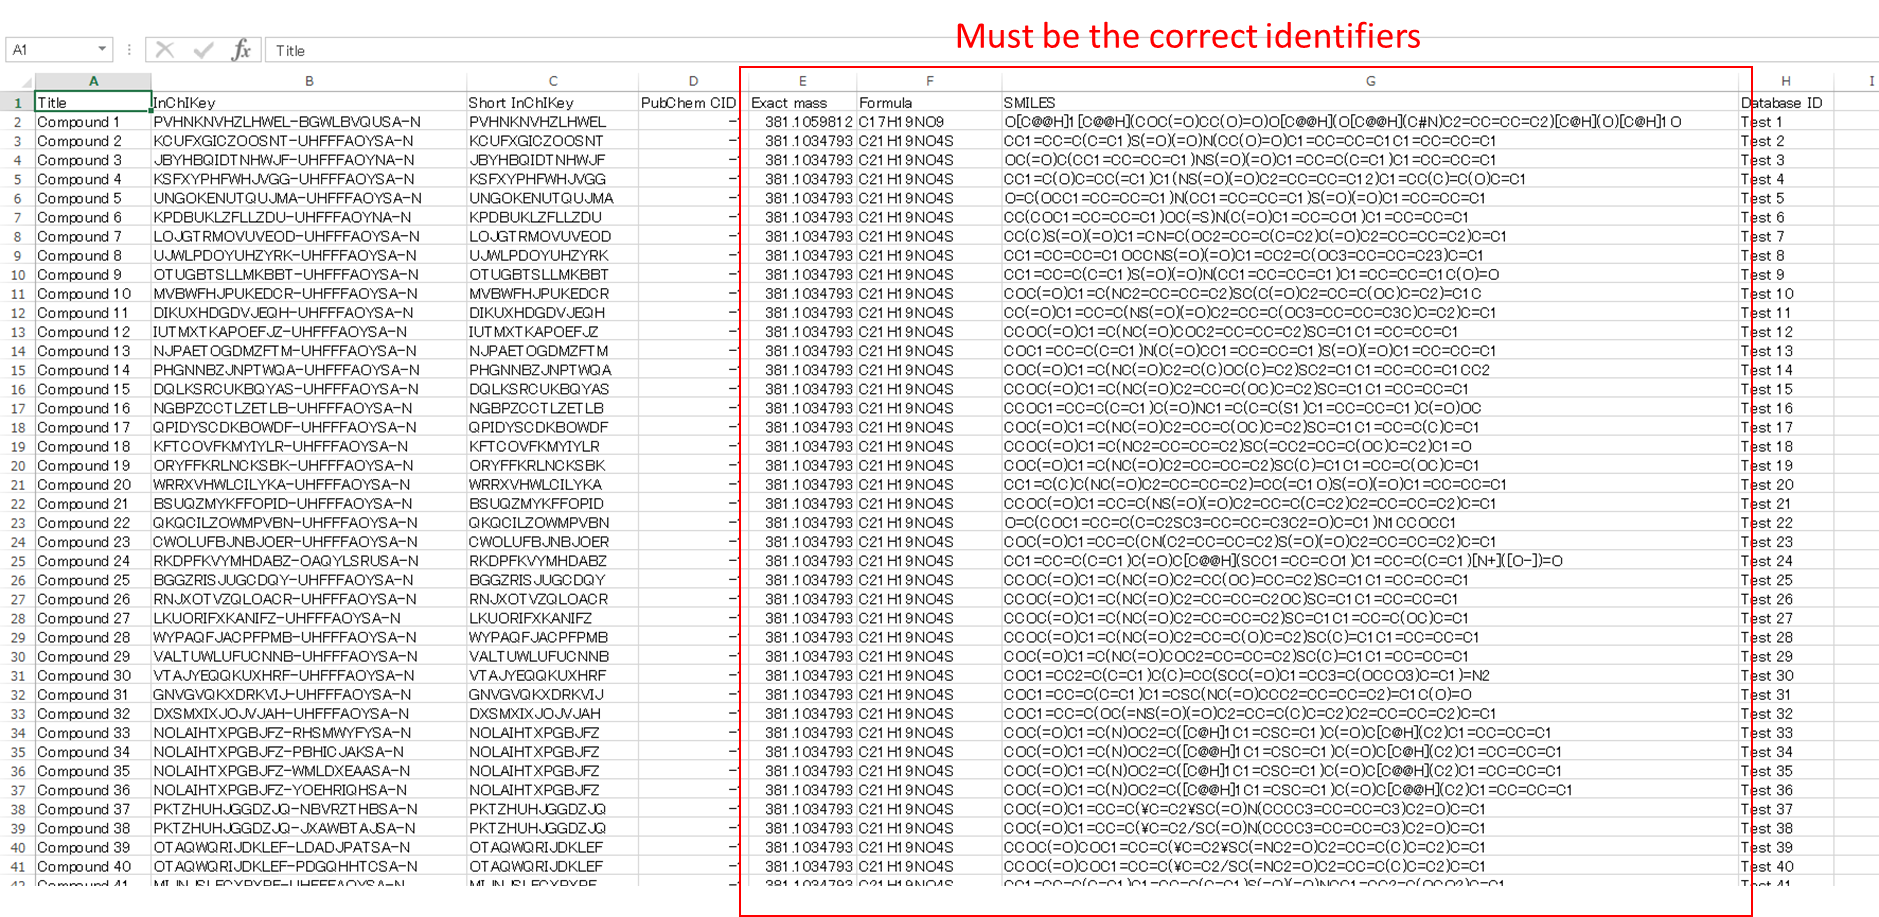 Must be the correct identifiers
A1 fx Title
A B C D E F G H I
1 Title InChIKey Short InChIKey PubChem CID Exact mass Formula SMILES Database ID
2 Compound 1 PVHNKNVHZLHWEL-BGWLBVQUSA-N PVHNKNVHZLHWEL 381.1059812 C17H19NO9 O[C@@H]1[C@@H](COC(=O)CC(O)=O)O[C@@H](O[C@@H](C#N)C2=CC=CC=C2)[C@H](O)[C@H]1O Test 1
3 Compound 2 KCUFXGICZOOSNT-UHFFFAOYSA-N KCUFXGICZOOSNT 381.1034793 C21H19NO4S CC1=CC=C(C=C1)S(=O)(=O)N(CC(O)=O)C1=CC=CC=C1C1=CC=CC=C1 Test 2
4 Compound 3 JBYHBQIDTNHWJF-UHFFFAOYNA-N JBYHBQIDTNHWJF 381.1034793 C21H19NO4S OC(=O)C(CC1=CC=CC=C1)NS(=O)(=O)C1=CC=C(C=C1)C1=CC=CC=C1 Test 3
5 Compound 4 KSFXYPHFWHJVGG-UHFFFAOYSA-N KSFXYPHFWHJVGG 381.1034793 C21H19NO4S CC1=C(O)C=CC(=C1)C1(NS(=O)(=O)C2=CC=CC=C12)C1=CC(C)=C(O)C=C1 Test 4
6 Compound 5 UNGOKENUTQUJMA-UHFFFAOYSA-N UNGOKENUTQUJMA 381.1034793 C21H19NO4S O=C(OCC1=CC=CC=C1)N(CC1=CC=CC=C1)S(=O)(=O)C1=CC=CC=C1 Test 5
7 Compound 6 KPDBUKLZFLLZDU-UHFFFAOYNA-N KPDBUKLZFLLZDU 381.1034793 C21H19NO4S CC(COC1=CC=CC=C1)OC(=S)N(C(=O)C1=CC=CO1)C1=CC=CC=C1 Test 6
8 Compound 7 LOJGTRMOVUVEOD-UHFFFAOYSA-N LOJGTRMOVUVEOD 381.1034793 C21H19NO4S CC(C)S(=O)(=O)C1=CN=C(OC2=CC=C(C=C2)C(=O)C2=CC=CC=C2)C=C1 Test 7
9 Compound 8 UJWLPDOYUHZYRK-UHFFFAOYSA-N UJWLPDOYUHZYRK 381.1034793 C21H19NO4S CC1=CC=CC=C1OCCNS(=O)(=O)C1=CC2=C(OC3=CC=CC=C23)C=C1 Test 8
10 Compound 9 OTUGBTSLLMKBBT-UHFFFAOYSA-N OTUGBTSLLMKBBT 381.1034793 C21H19NO4S CC1=CC=C(C=C1)S(=O)(=O)N(CC1=CC=CC=C1)C1=CC=CC=C1C(O)=O Test 9
11 Compound 10 MVBWFHJPUKEDCR-UHFFFAOYSA-N MVBWFHJPUKEDCR 381.1034793 C21H19NO4S COC(=O)C1=C(NC2=CC=CC=C2)SC(C(=O)C2=CC=C(OC)C=C2)=C1C Test 10
12 Compound 11 DIKUXHDGDVJEQH-UHFFFAOYSA-N DIKUXHDGDVJEQH 381.1034793 C21H19NO4S CC(=O)C1=CC=C(NS(=O)(=O)C2=CC=C(OC3=CC=CC=C3C)C=C2)C=C1 Test 11
13 Compound 12 IUTMXTKAPOEFJZ-UHFFFAOYSA-N IUTMXTKAPOEFJZ 381.1034793 C21H19NO4S CCOC(=O)C1=C(NC(=O)COC2=CC=CC=C2)SC=C1C1=CC=CC=C1 Test 12
14 Compound 13 NJPAETOGDMZFTM-UHFFFAOYSA-N NJPAETOGDMZFTM 381.1034793 C21H19NO4S COC1=CC=C(C=C1)N(C(=O)CC1=CC=CC=C1)S(=O)(=O)C1=CC=CC=C1 Test 13
15 Compound 14 PHGNNBZJNPTWQA-UHFFFAOYSA-N PHGNNBZJNPTWQA 381.1034793 C21H19NO4S COC(=O)C1=C(NC(=O)C2=C(C)OC(C)=C2)SC2=C1C1=CC=CC=C1CC2 Test 14
16 Compound 15 DQLKSRCUKBQYAS-UHFFFAOYSA-N DQLKSRCUKBQYAS 381.1034793 C21H19NO4S CCOC(=O)C1=C(NC(=O)C2=CC=C(OC)C=C2)SC=C1C1=CC=CC=C1 Test 15
17 Compound 16 NGBPZCCTLZETLB-UHFFFAOYSA-N NGBPZCCTLZETLB 381.1034793 C21H19NO4S CCOC1=CC=C(C=C1)C(=O)NC1=C(C=C(S1)C1=CC=CC=C1)C(=O)OC Test 16
18 Compound 17 QPIDYSCDKBOWDF-UHFFFAOYSA-N QPIDYSCDKBOWDF 381.1034793 C21H19NO4S COC(=O)C1=C(NC(=O)C2=CC=C(OC)C=C2)SC=C1C1=CC=C(C)C=C1 Test 17
19 Compound 18 KFTCOVFKMYIYLR-UHFFFAOYSA-N KFTCOVFKMYIYLR 381.1034793 C21H19NO4S CCOC(=O)C1=C(NC2=CC=CC=C2)SC(=CC2=CC=C(OC)C=C2)C1=O Test 18
20 Compound 19 ORYFFKRLNCKSBK-UHFFFAOYSA-N ORYFFKRLNCKSBK 381.1034793 C21H19NO4S COC(=O)C1=C(NC(=O)C2=CC=CC=C2)SC(C)=C1C1=CC=C(OC)C=C1 Test 19
21 Compound 20 WRRXVHWLCILYKA-UHFFFAOYSA-N WRRXVHWLCILYKA 381.1034793 C21H19NO4S CC1=C(C)C(NC(=O)C2=CC=CC=C2)=CC(=C1O)S(=O)(=O)C1=CC=CC=C1 Test 20
22 Compound 21 BSUQZMYKFFOPID-UHFFFAOYSA-N BSUQZMYKFFOPID 381.1034793 C21H19NO4S CCOC(=O)C1=CC=C(NS(=O)(=O)C2=CC=C(C=C2)C2=CC=CC=C2)C=C1 Test 21
23 Compound 22 QKQCILZOWMPVBN-UHFFFAOYSA-N QKQCILZOWMPVBN 381.1034793 C21H19NO4S O=C(COC1=CC=C(C=C2SC3=CC=CC=C3C2=O)C=C1)N1CCOCC1 Test 22
24 Compound 23 CWOLUFBJNBJOER-UHFFFAOYSA-N CWOLUFBJNBJOER 381.1034793 C21H19NO4S COC(=O)C1=CC=C(CN(C2=CC=CC=C2)S(=O)(=O)C2=CC=CC=C2)C=C1 Test 23
25 Compound 24 RKDPFKVYMHDABZ-OAQYLSRUSA-N RKDPFKVYMHDABZ 381.1034793 C21H19NO4S CC1=CC=C(C=C1)C(=O)C[C@@H](SCC1=CC=CO1)C1=CC=C(C=C1)[N+]([O-])=O Test 24
26 Compound 25 BGGZRISJUGCDQY-UHFFFAOYSA-N BGGZRISJUGCDQY 381.1034793 C21H19NO4S CCOC(=O)C1=C(NC(=O)C2=CC(OC)=CC=C2)SC=C1C1=CC=CC=C1 Test 25
27 Compound 26 RNJXOTVZQLOACR-UHFFFAOYSA-N RNJXOTVZQLOACR 381.1034793 C21H19NO4S CCOC(=O)C1=C(NC(=O)C2=CC=CC=C2OC)SC=C1C1=CC=CC=C1 Test 26
28 Compound 27 LKUORIFXKANIFZ-UHFFFAOYSA-N LKUORIFXKANIFZ 381.1034793 C21H19NO4S CCOC(=O)C1=C(NC(=O)C2=CC=CC=C2)SC=C1C1=CC=C(OC)C=C1 Test 27
29 Compound 28 WYPAQFJACPFPMB-UHFFFAOYSA-N WYPAQFJACPFPMB 381.1034793 C21H19NO4S CCOC(=O)C1=C(NC(=O)C2=CC=C(O)C=C2)SC(C)=C1C1=CC=CC=C1 Test 28
30 Compound 29 VALTUWLUFUCNNB-UHFFFAOYSA-N VALTUWLUFUCNNB 381.1034793 C21H19NO4S COC(=O)C1=C(NC(=O)COC2=CC=CC=C2)SC(C)=C1C1=CC=CC=C1 Test 29
31 Compound 30 VTAJYEQQKUXHRF-UHFFFAOYSA-N VTAJYEQQKUXHRF 381.1034793 C21H19NO4S COC1=CC2=C(C=C1)C(C)=CC(SCC(=O)C1=CC3=C(OCCO3)C=C1)=N2 Test 30
32 Compound 31 GNVGVQKXDRKVIJ-UHFFFAOYSA-N GNVGVQKXDRKVIJ 381.1034793 C21H19NO4S COC1=CC=C(C=C1)C1=CSC(NC(=O)CCC2=CC=CC=C2)=C1C(O)=O Test 31
33 Compound 32 DXSMXIXJOJVJAH-UHFFFAOYSA-N DXSMXIXJOJVJAH 381.1034793 C21H19NO4S COC1=CC=C(OC(=NS(=O)(=O)C2=CC=C(C)C=C2)C2=CC=CC=C2)C=C1 Test 32
34 Compound 33 NOLAIHTXPGBJFZ-RHSMWYFYSA-N NOLAIHTXPGBJFZ 381.1034793 C21H19NO4S COC(=O)C1=C(N)OC2=C([C@H]1C1=CSC=C1)C(=O)C[C@H](C2)C1=CC=CC=C1 Test 33
35 Compound 34 NOLAIHTXPGBJFZ-PBHICJAKSA-N NOLAIHTXPGBJFZ 381.1034793 C21H19NO4S COC(=O)C1=C(N)OC2=C([C@@H]1C1=CSC=C1)C(=O)C[C@H](C2)C1=CC=CC=C1 Test 34
36 Compound 35 NOLAIHTXPGBJFZ-WMLDXEAASA-N NOLAIHTXPGBJFZ 381.1034793 C21H19NO4S COC(=O)C1=C(N)OC2=C([C@H]1C1=CSC=C1)C(=O)C[C@@H](C2)C1=CC=CC=C1 Test 35
37 Compound 36 NOLAIHTXPGBJFZ-YOEHRIQHSA-N NOLAIHTXPGBJFZ 381.1034793 C21H19NO4S COC(=O)C1=C(N)OC2=C([C@@H]1C1=CSC=C1)C(=O)C[C@@H](C2)C1=CC=CC=C1 Test 36
38 Compound 37 PKTZHUHJGGDZJQ-NBVRZTHBSA-N PKTZHUHJGGDZJQ 381.1034793 C21H19NO4S COC(=O)C1=CC=C(¥C=C2¥SC(=O)N(CCCC3=CC=CC=C3)C2=O)C=C1 Test 37
39 Compound 38 PKTZHUHJGGDZJQ-JXAWBTAJSA-N PKTZHUHJGGDZJQ 381.1034793 C21H19NO4S COC(=O)C1=CC=C(¥C=C2/SC(=O)N(CCCC3=CC=CC=C3)C2=O)C=C1 Test 38
40 Compound 39 OTAQWQRIJDKLEF-LDADJPATSA-N OTAQWQRIJDKLEF 381.1034793 C21H19NO4S CCOC(=O)COC1=CC=C(¥C=C2¥SC(=NC2=O)C2=CC=C(C)C=C2)C=C1 Test 39
41 Compound 40 OTAQWQRIJDKLEF-PDGQHHTCSA-N OTAQWQRIJDKLEF 381.1034793 C21H19NO4S CCOC(=O)COC1=CC=C(¥C=C2/SC(=NC2=O)C2=CC=C(C)C=C2)C=C1 Test 40
42 Compound 41 381.1034793 C21H19NO4S Test 41